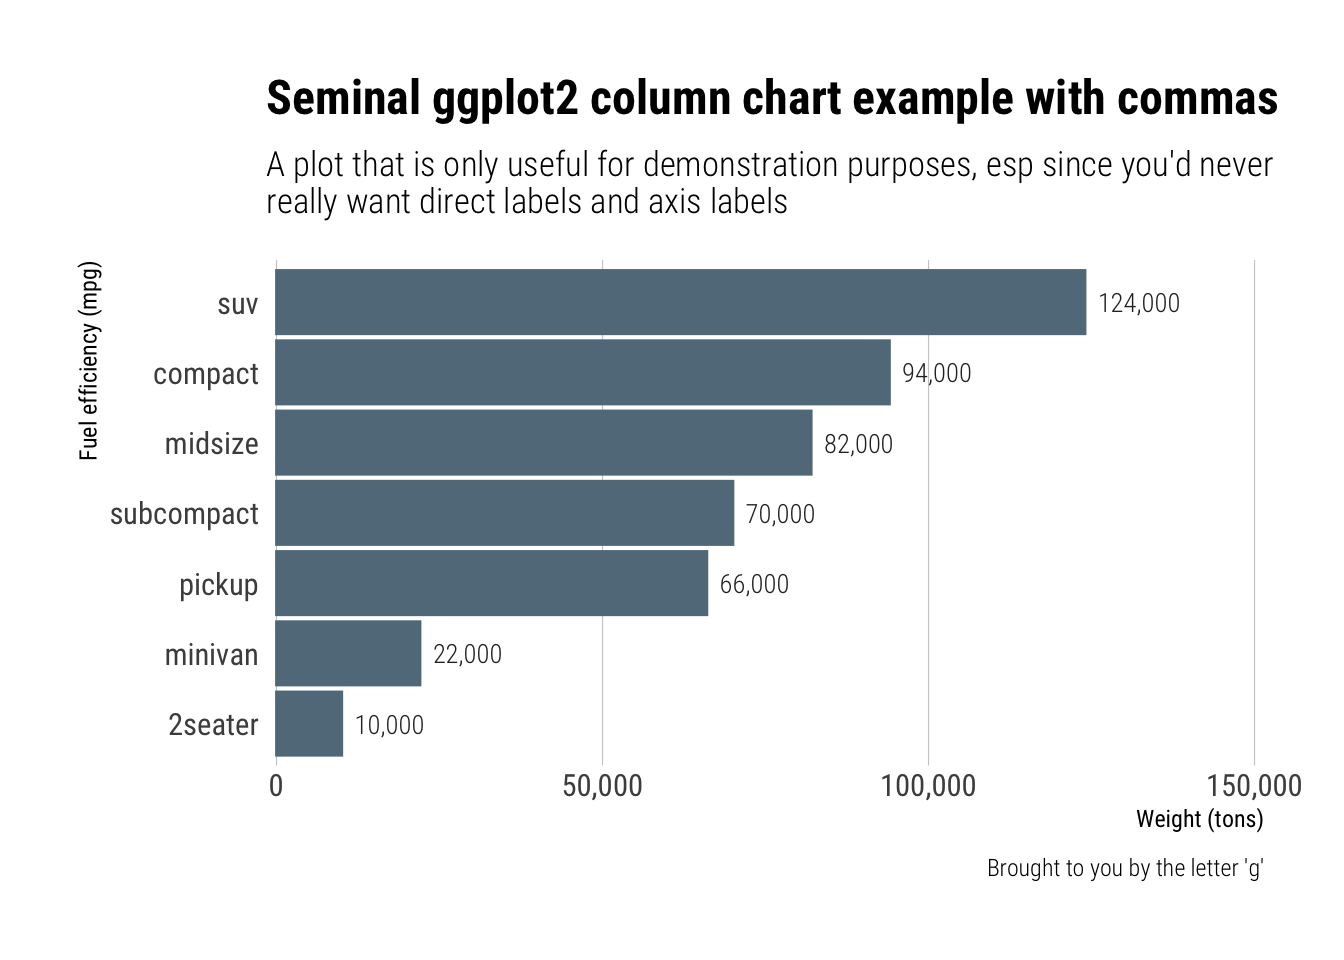 Seminal ggplot2 column chart example with commas
A plot that is only useful for demonstration purposes, esp since you'd never
really want direct labels and axis labels
Fuel efficiency (mpg)
suv 124,000
compact 94,000
midsize 82,000
subcompact 70,000
pickup 66,000
minivan 22,000
2seater 10,000
0 50,000 100,000 150,000
Weight (tons)
Brought to you by the letter 'g'